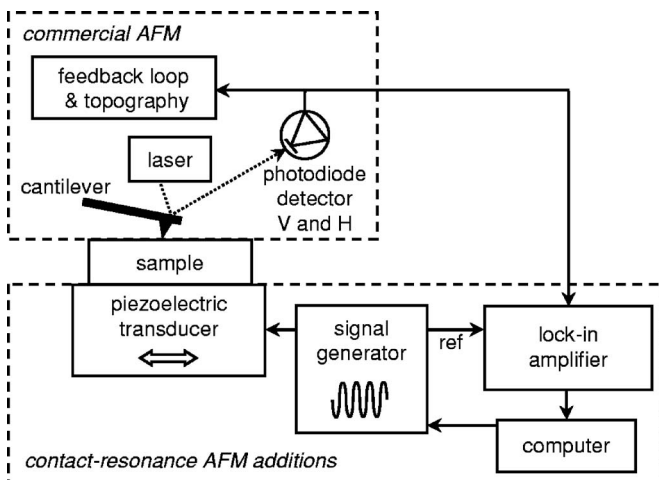 commercial AFM
feedback loop
& topography
laser
cantilever
photodiode
detector
V and H
sample
piezoelectric
transducer
signal
generator
ref
lock-in
amplifier
computer
contact-resonance AFM additions